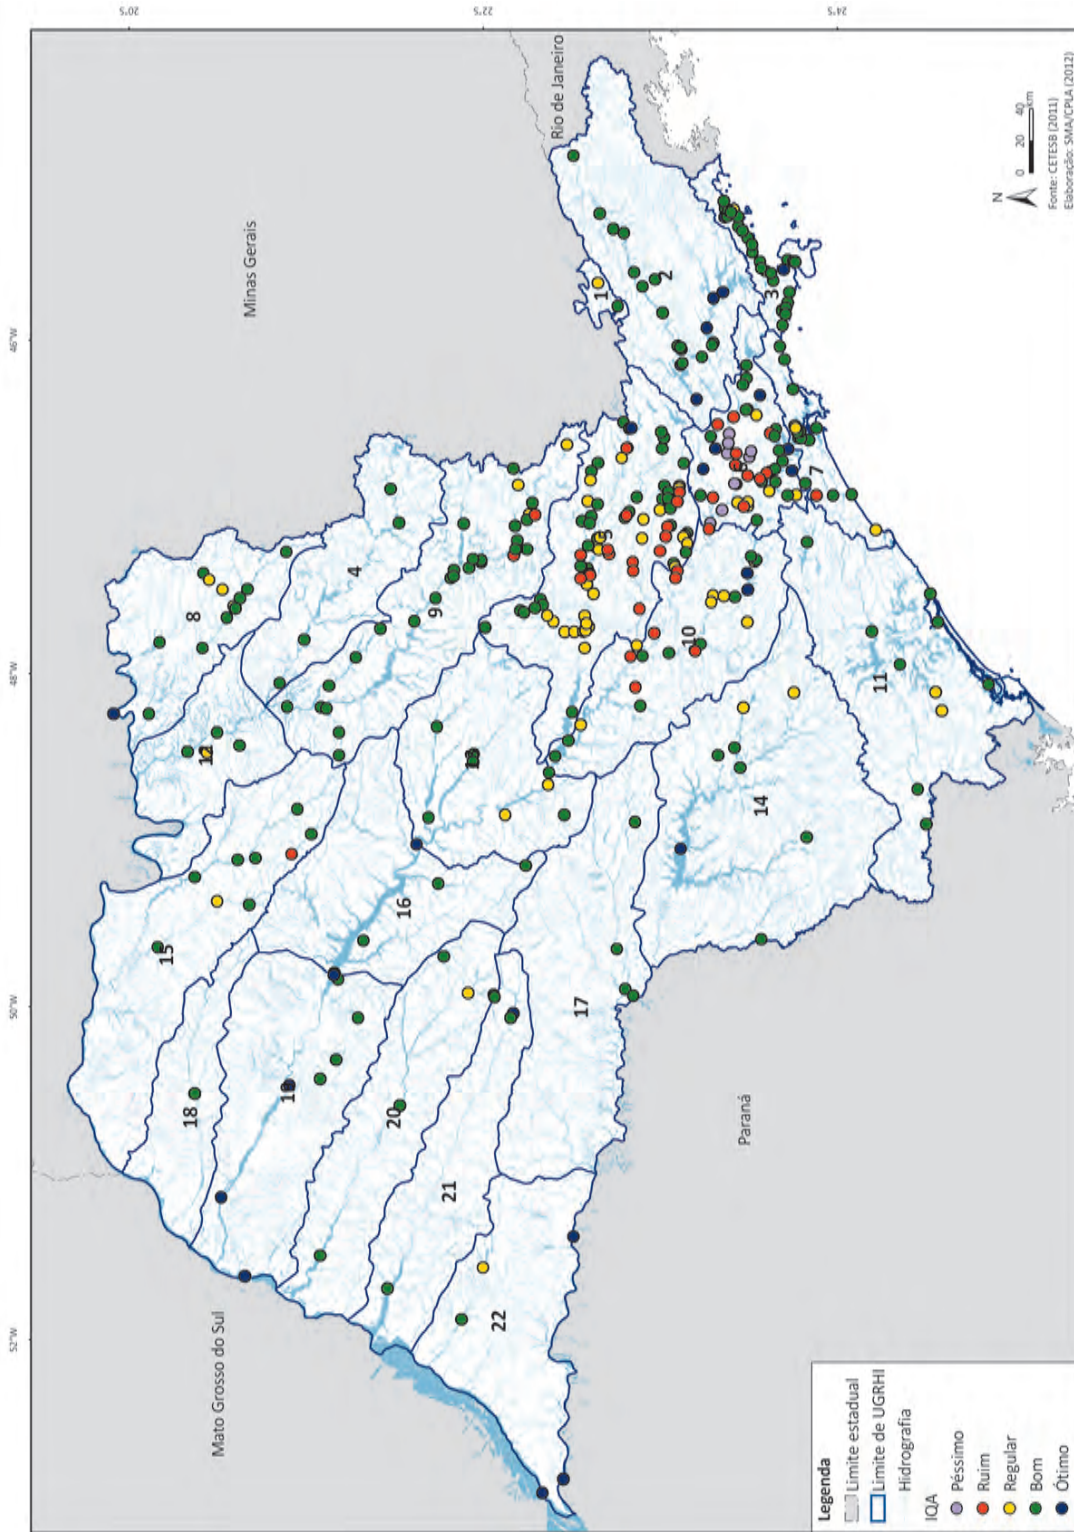 52°W
50°W
48°W
46°W
20°S
22°S
24°S
Mato Grosso do Sul
Minas Gerais
Rio de Janeiro
Paraná
1
2
3
4
5
7
8
9
10
11
12
13
14
15
16
17
18
19
20
21
22
Legenda
Limite estadual
Limite de UGRHI
Hidrografia
IQA
Péssimo
Ruim
Regular
Bom
Ótimo
N
0 20 40
km
Fonte: CETESB (2011)
Elaboração: SMA/CPLA (2012)